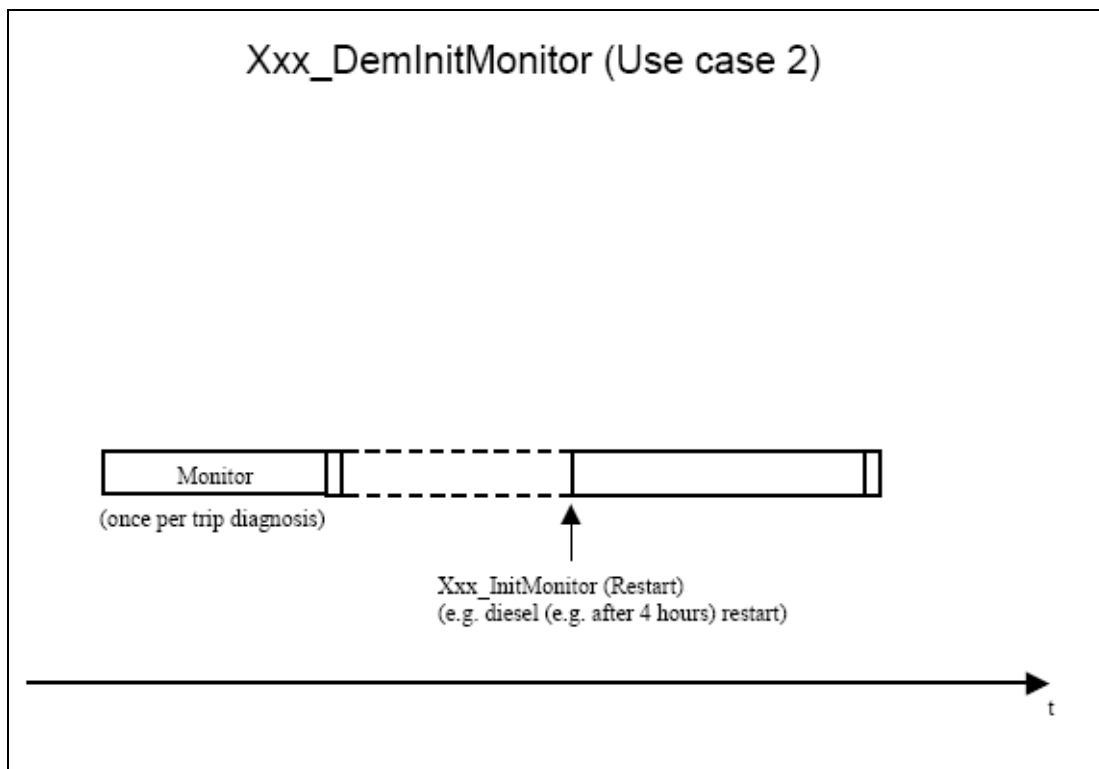 Xxx_DemInitMonitor (Use case 2)
Monitor
(once per trip diagnosis)
Xxx_InitMonitor (Restart)
(e.g. diesel (e.g. after 4 hours) restart)
t